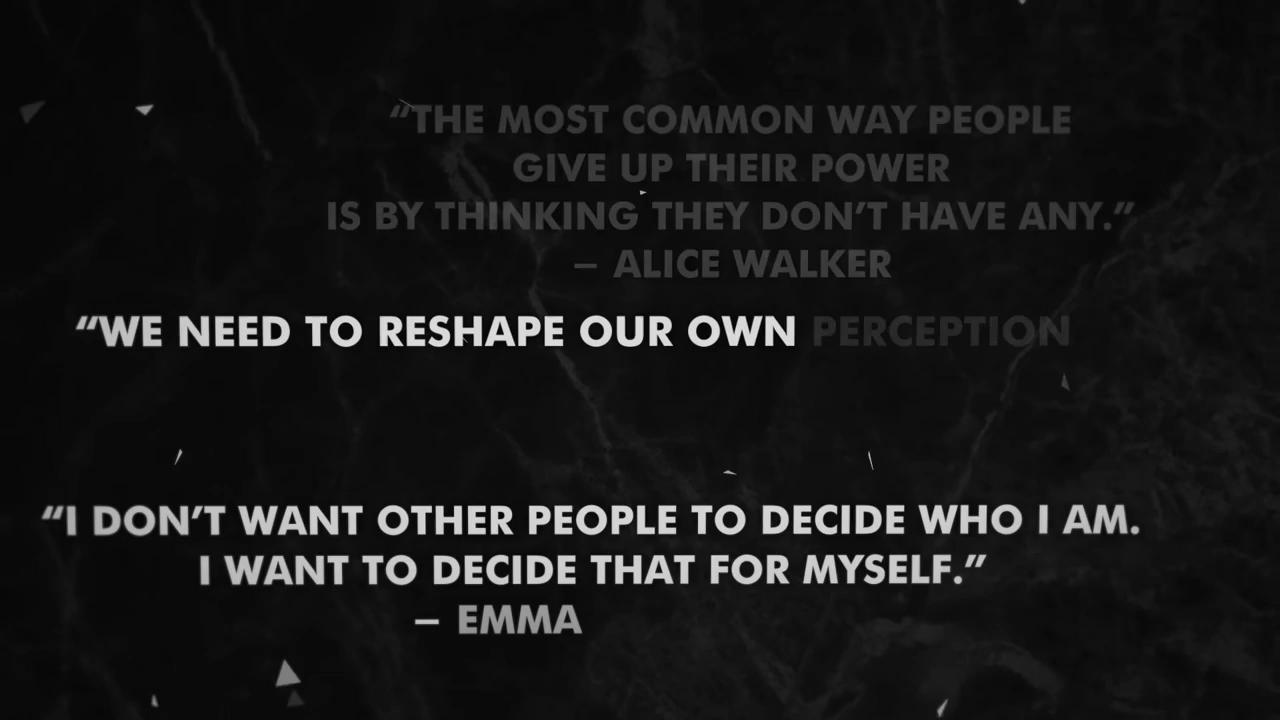 “THE MOST COMMON WAY PEOPLE
GIVE UP THEIR POWER
IS BY THINKING THEY DON’T HAVE ANY.”
– ALICE WALKER
“WE NEED TO RESHAPE OUR OWN PERCEPTION
“I DON’T WANT OTHER PEOPLE TO DECIDE WHO I AM.
I WANT TO DECIDE THAT FOR MYSELF.”
– EMMA